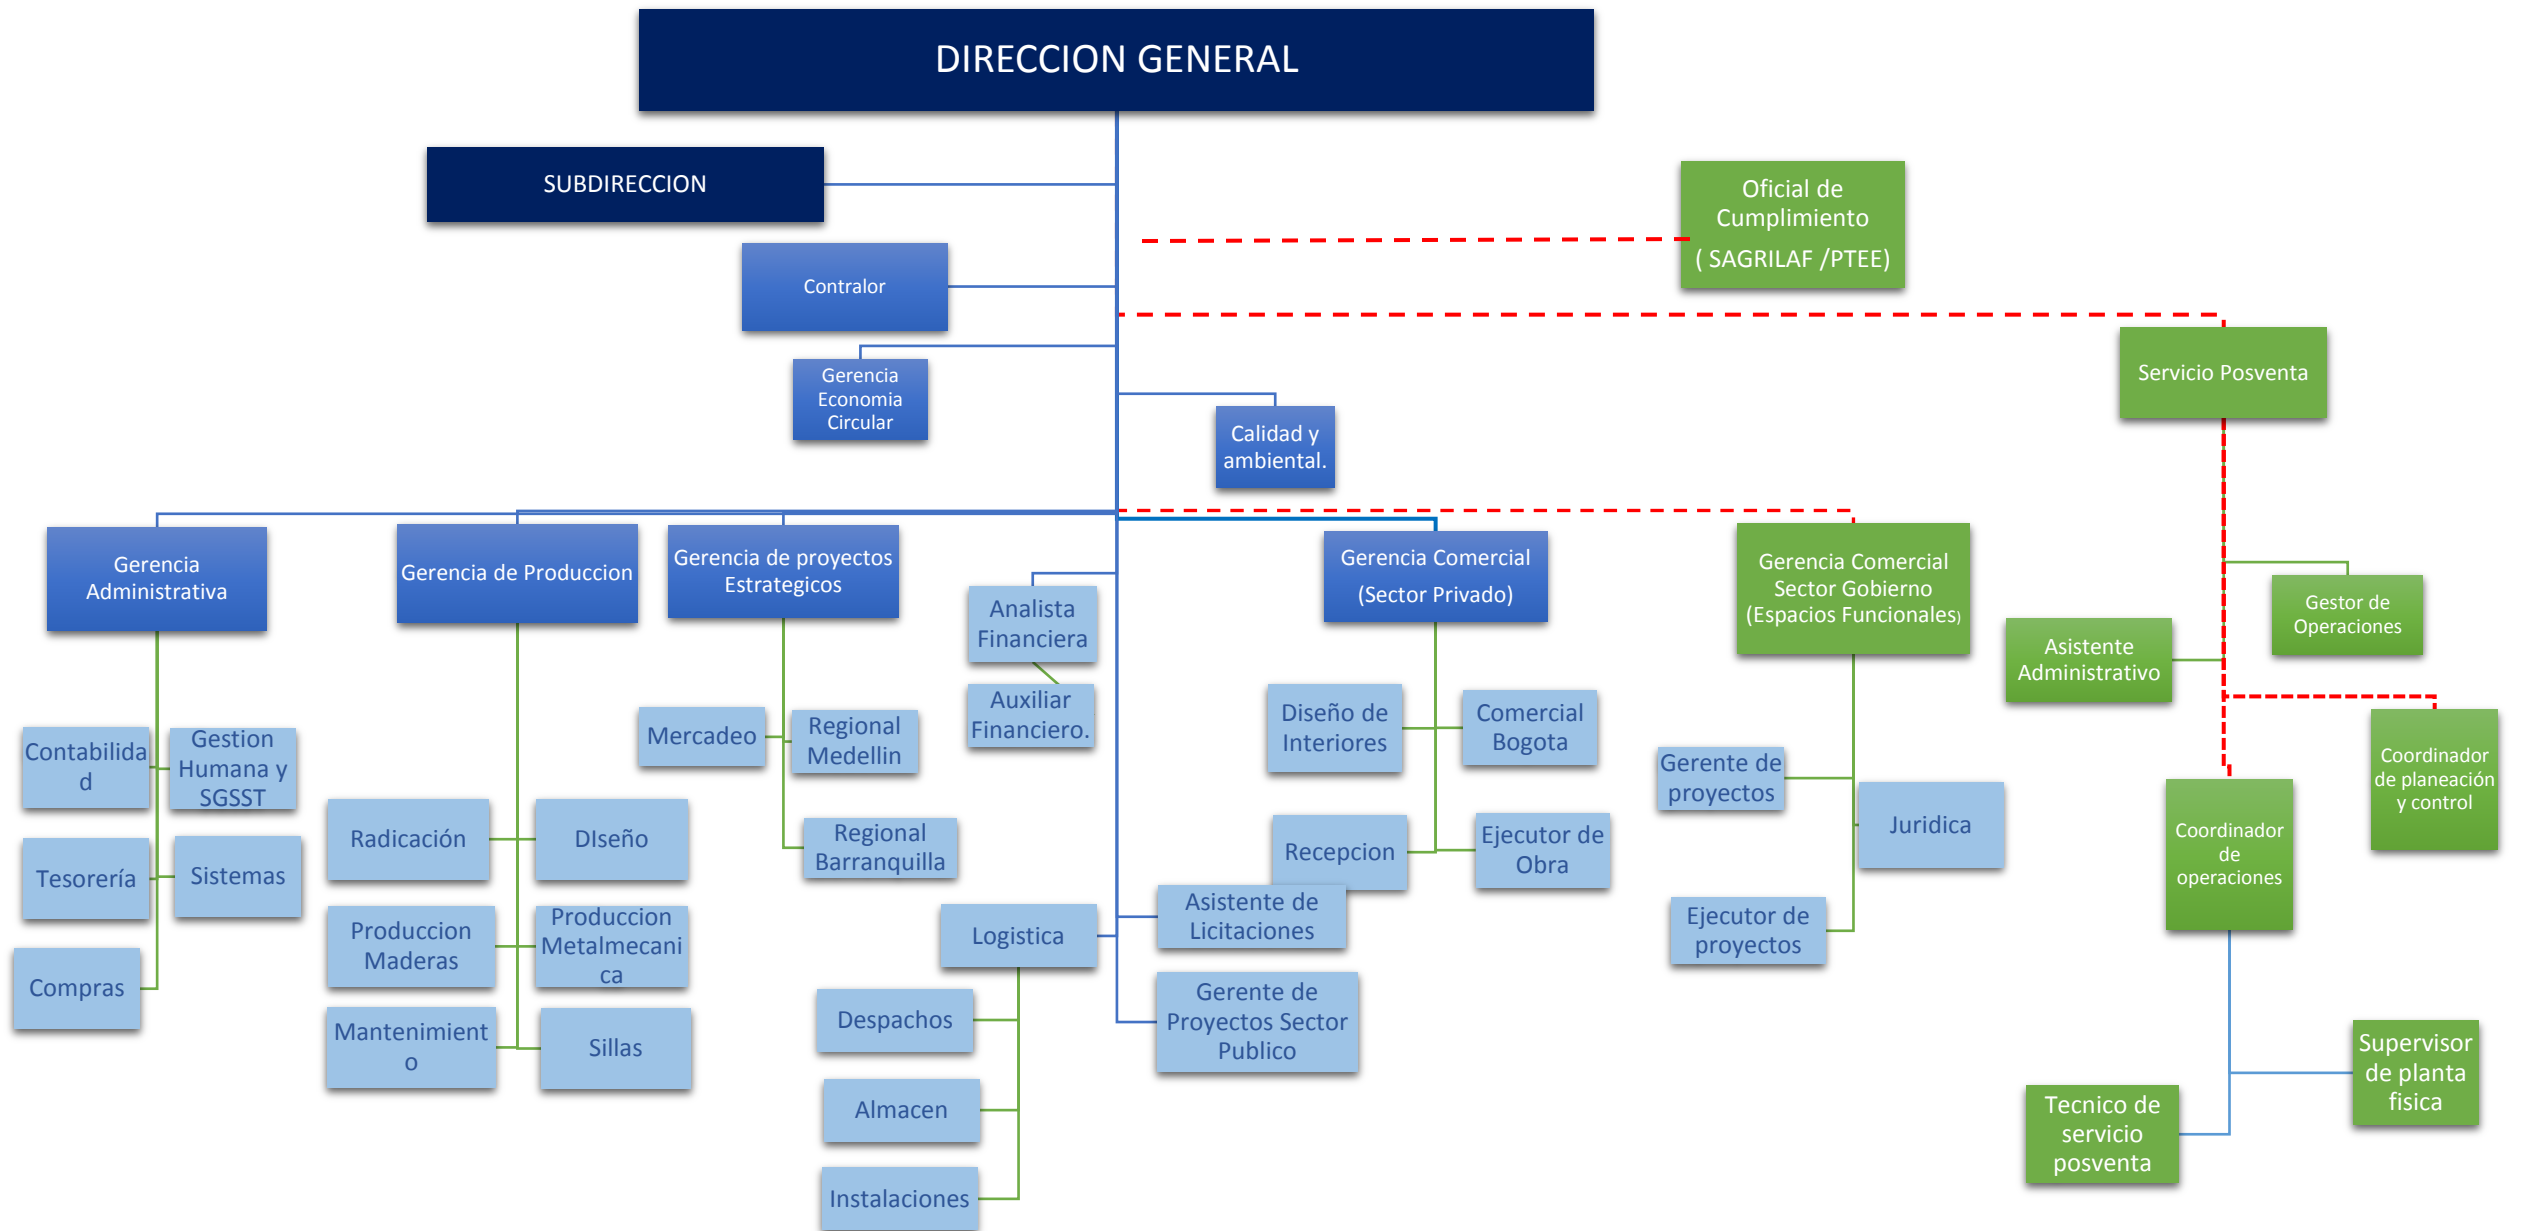 DIRECCION GENERAL
SUBDIRECCION
Oficial de
Cumplimiento
( SAGRILAF /PTEE)
Contralor
Servicio Posventa
Gerencia
Economia
Circular
Calidad y
ambiental.
Gerencia
Administrativa
Gerencia de Produccion
Gerencia de proyectos
Estrategicos
Analista
Financiera
Auxiliar
Financiero.
Gerencia Comercial
(Sector Privado)
Gerencia Comercial
Sector Gobierno
(Espacios Funcionales)
Gestor de
Operaciones
Asistente
Administrativo
Contabilida
d
Gestion
Humana y
SGSST
Mercadeo
Regional
Medellin
Diseño de
Interiores
Comercial
Bogota
Gerente de
proyectos
Juridica
Coordinador
de planeación
y control
Coordinador
de
operaciones
Radicación
DIseño
Regional
Barranquilla
Recepcion
Ejecutor de
Obra
Tesorería
Sistemas
Produccion
Maderas
Produccion
Metalmecani
ca
Logistica
Asistente de
Licitaciones
Ejecutor de
proyectos
Compras
Mantenimient
o
Sillas
Despachos
Gerente de
Proyectos Sector
Publico
Almacen
Instalaciones
Supervisor
de planta
fisica
Tecnico de
servicio
posventa